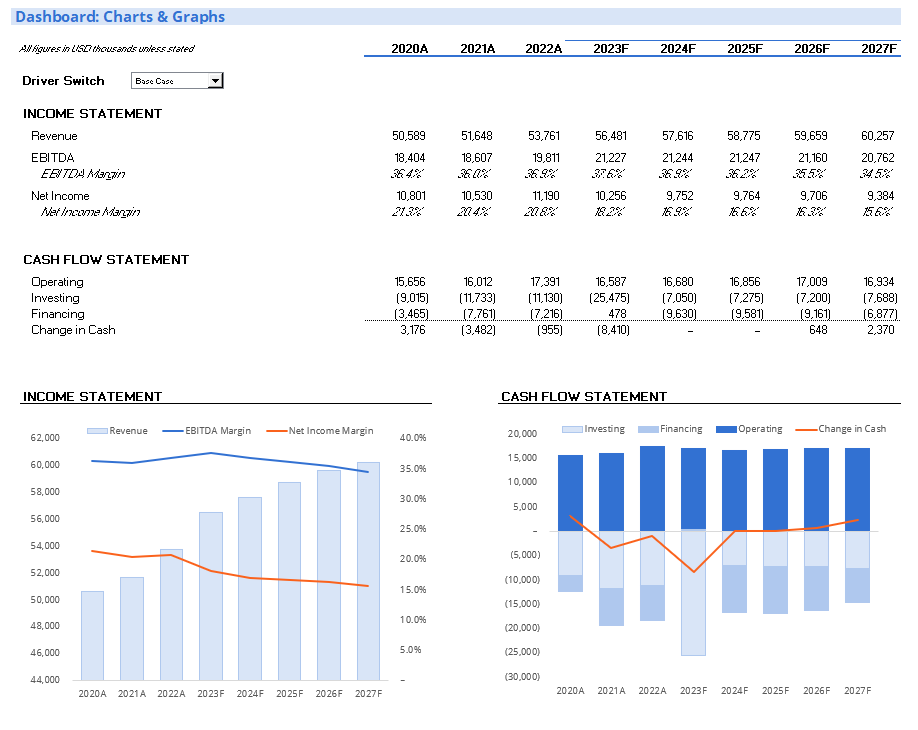 Dashboard: Charts & Graphs
All figures in USD thousands unless stated 2020A 2021A 2022A 2023F 2024F 2025F 2026F 2027F
Driver Switch Base Case
INCOME STATEMENT
Revenue 50,589 51,648 53,761 56,481 57,616 58,775 59,659 60,257
EBITDA 18,404 18,607 19,811 21,227 21,244 21,247 21,160 20,762
EBITDA Margin 36.4% 36.0% 36.9% 37.6% 36.9% 36.2% 35.5% 34.5%
Net Income 10,801 10,530 11,190 10,256 9,752 9,764 9,706 9,384
Net Income Margin 21.3% 20.4% 20.8% 18.2% 16.9% 16.6% 16.3% 15.6%
CASH FLOW STATEMENT
Operating 15,656 16,012 17,391 16,587 16,680 16,856 17,009 16,934
Investing (9,015) (11,733) (11,130) (25,475) (7,050) (7,275) (7,200) (7,688)
Financing (3,465) (7,761) (7,216) 478 (9,630) (9,581) (9,161) (6,877)
Change in Cash 3,176 (3,482) (955) (8,410) – – 648 2,370
INCOME STATEMENT
Revenue EBITDA Margin Net Income Margin
62,000
60,000
58,000
56,000
54,000
52,000
50,000
48,000
46,000
44,000
40.0%
35.0%
30.0%
25.0%
20.0%
15.0%
10.0%
5.0%
–
2020A 2021A 2022A 2023F 2024F 2025F 2026F 2027F
CASH FLOW STATEMENT
Investing Financing Operating Change in Cash
20,000
15,000
10,000
5,000
–
(5,000)
(10,000)
(15,000)
(20,000)
(25,000)
(30,000)
2020A 2021A 2022A 2023F 2024F 2025F 2026F 2027F